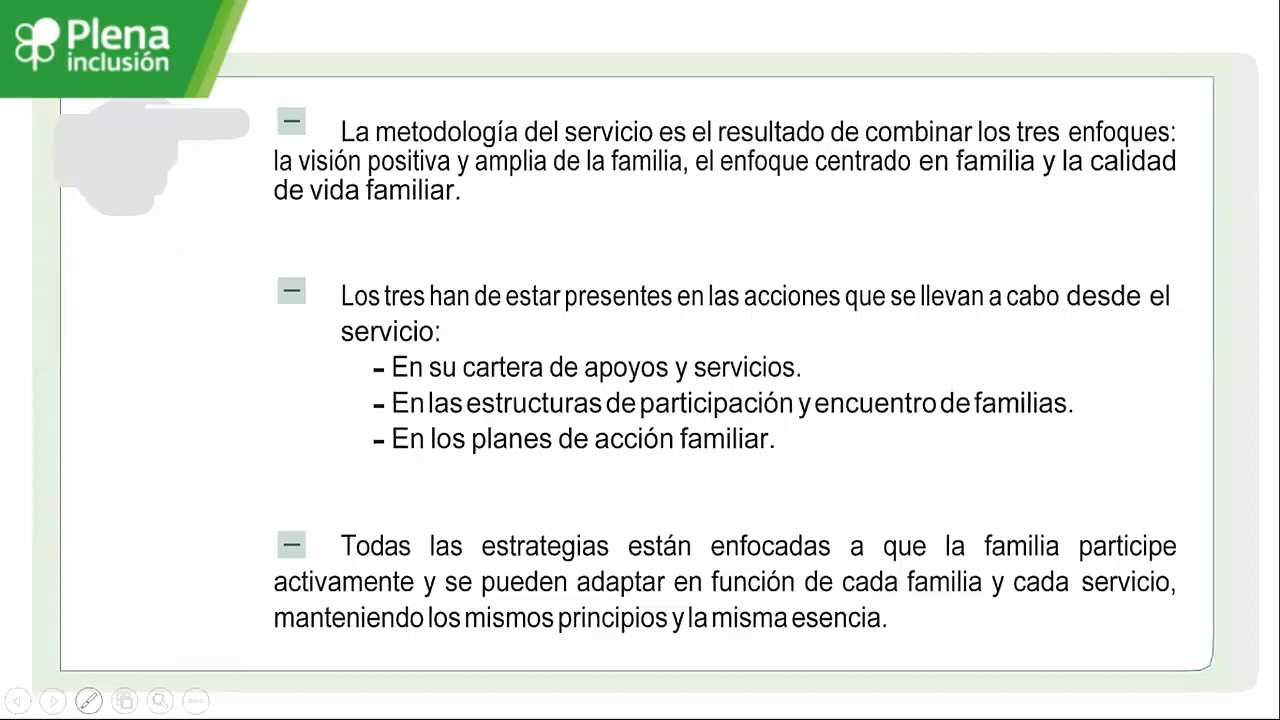 Plena
inclusión
La metodología del servicio es el resultado de combinar los tres enfoques:
la visión positiva y amplia de la familia, el enfoque centrado en familia y la calidad
de vida familiar.
Los tres han de estar presentes en las acciones que se llevan a cabo desde el
servicio:
- En su cartera de apoyos y servicios.
- En las estructuras de participación y encuentro de familias.
- En los planes de acción familiar.
Todas las estrategias están enfocadas a que la familia participe
activamente y se pueden adaptar en función de cada familia y cada servicio,
manteniendo los mismos principios y la misma esencia.